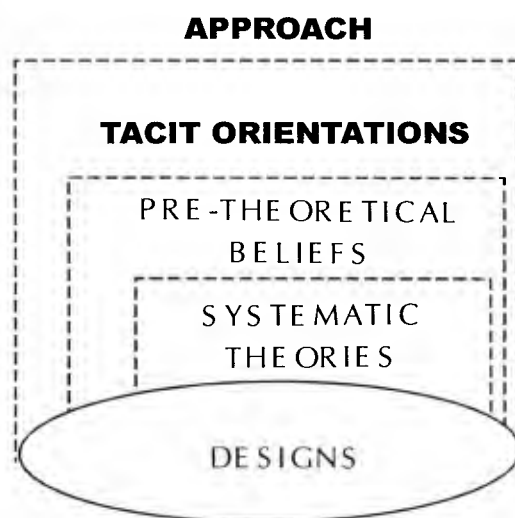 APPROACH
TACIT ORIENTATIONS
PRE-THEORETICAL
BELIEFS
SYSTEMATIC
THEORIES
DESIGNS